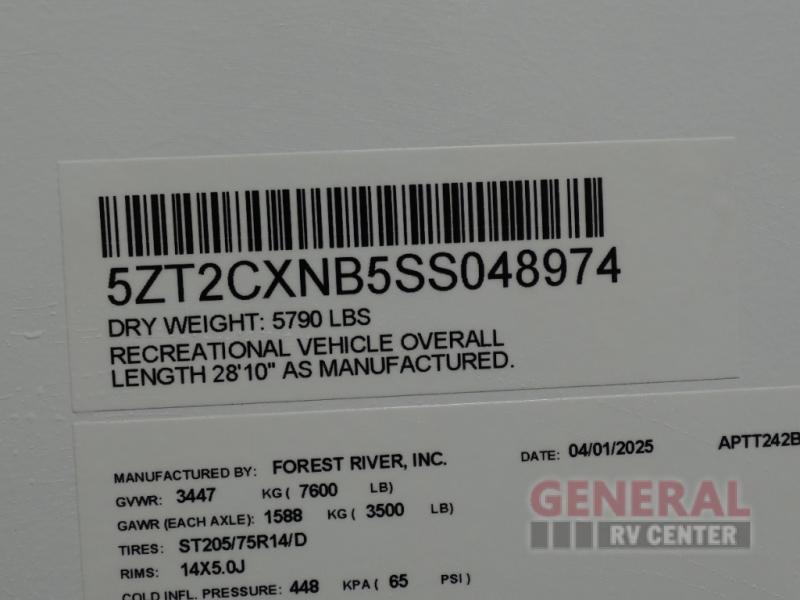 5ZT2CXNB5SS048974
DRY WEIGHT: 5790 LBS
RECREATIONAL VEHICLE OVERALL
LENGTH 28'10" AS MANUFACTURED.
MANUFACTURED BY: FOREST RIVER, INC. DATE: 04/01/2025 APTT242B
GVWR: 3447 KG ( 7600 LB)
GAWR (EACH AXLE): 1588 KG ( 3500 LB)
TIRES: ST205/75R14/D
RIMS: 14X5.0J
COLD INFL. PRESSURE: 448 KPA ( 65 PSI )
GENERAL
RV CENTER